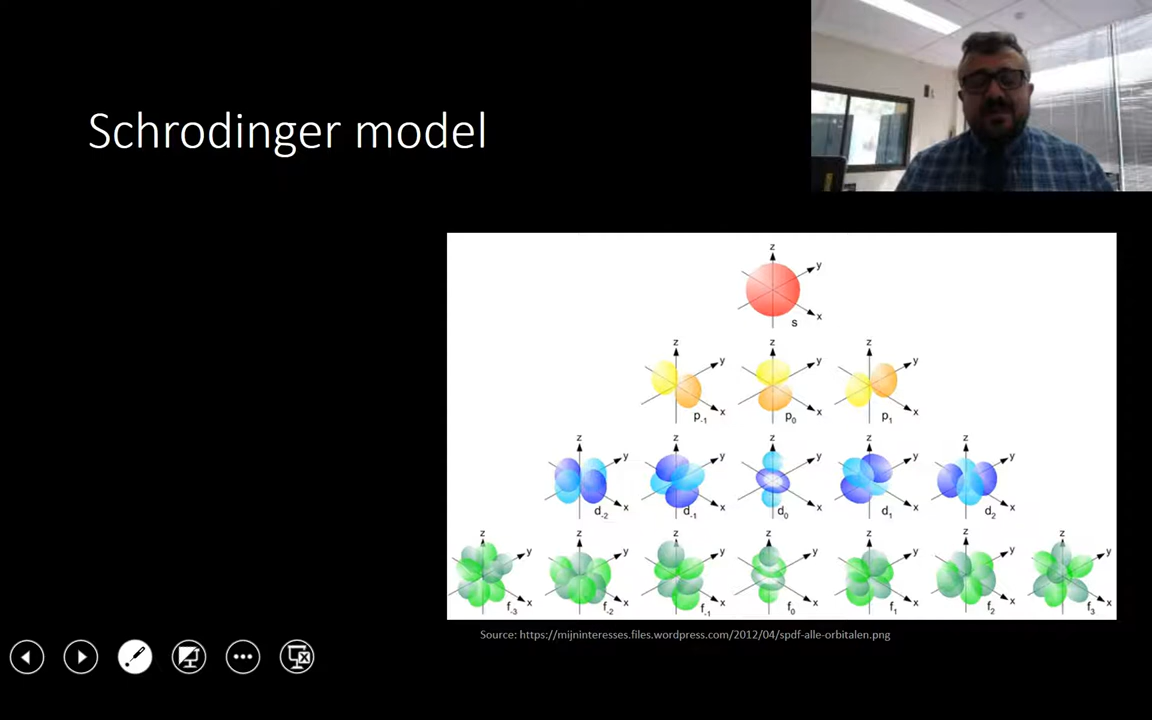 Schrodinger model
z
y
x
s
z
y
x
p-1
z
y
x
p0
z
y
x
p1
z
y
x
d-2
z
y
x
d-1
z
y
x
d0
z
y
x
d1
z
y
x
d2
z
y
x
f-3
z
y
x
f-2
z
y
x
f-1
z
y
x
f0
z
y
x
f1
z
y
x
f2
z
y
x
f3
Source: https://mijninteresses.files.wordpress.com/2012/04/spdf-alle-orbitalen.png